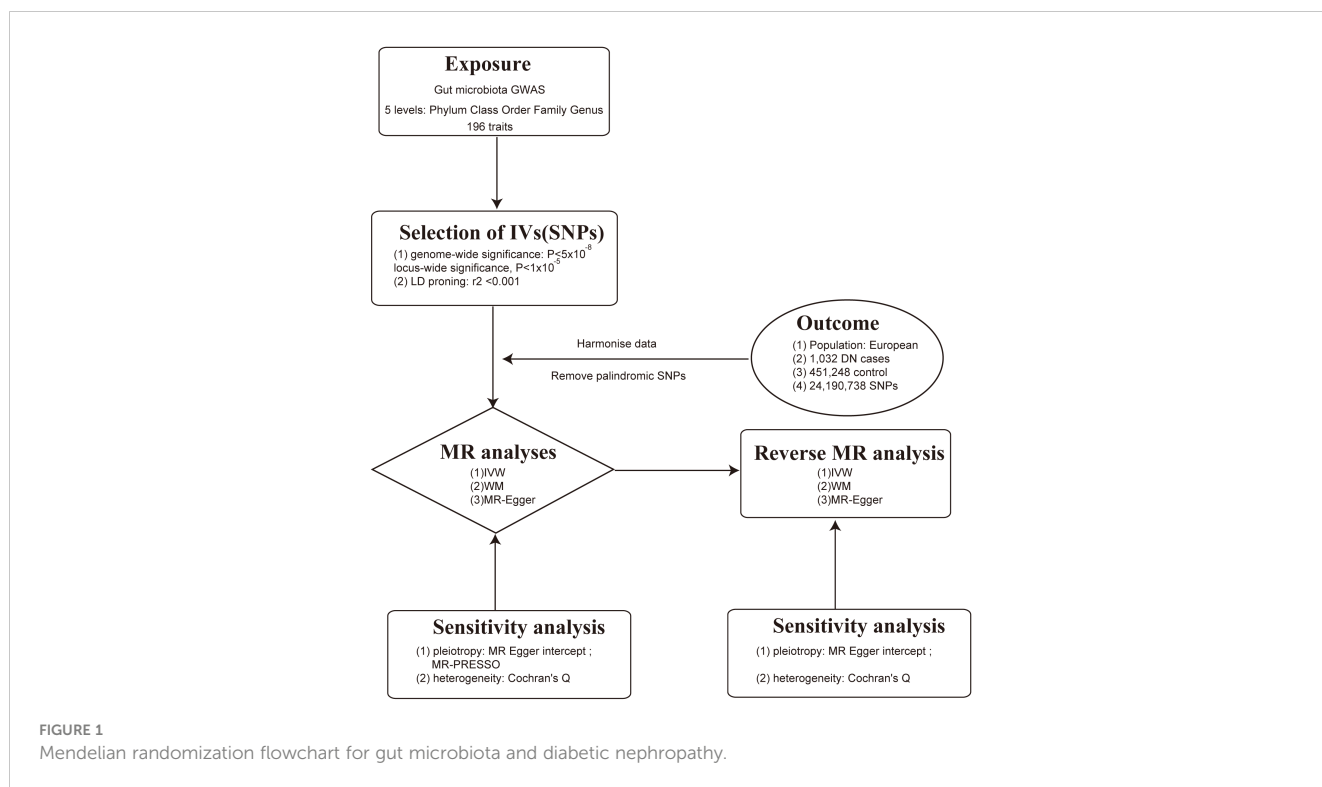 Exposure
Gut microbiota GWAS
5 levels: Phylum Class Order Family Genus
196 traits
Selection of IVs(SNPs)
(1) genome-wide significance: P<5x10-8
locus-wide significance, P<1x10-5
(2) LD proning: r2 <0.001
Harmonise data
Remove palindromic SNPs
Outcome
(1) Population: European
(2) 1,032 DN cases
(3) 451,248 control
(4) 24,190,738 SNPs
MR analyses
(1)IVW
(2)WM
(3)MR-Egger
Reverse MR analysis
(1)IVW
(2)WM
(3)MR-Egger
Sensitivity analysis
(1) pleiotropy: MR Egger intercept ;
MR-PRESSO
(2) heterogeneity: Cochran's Q
Sensitivity analysis
(1) pleiotropy: MR Egger intercept ;
(2) heterogeneity: Cochran's Q
FIGURE 1
Mendelian randomization flowchart for gut microbiota and diabetic nephropathy.